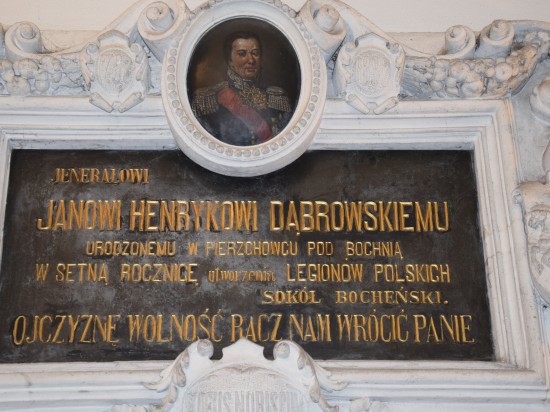 JENERAŁOWI
JANOWI HENRYKOWI DĄBROWSKIEMU
URODZONEMU W PIERZCHOWCU POD BOCHNIĄ
W SETNĄ ROCZNICĘ utworzenia LEGIONÓW POLSKICH
SOKÓŁ BOCHEŃSKI.
OJCZYZNĘ WOLNOŚĆ RACZ NAM WRÓCIĆ PANIE